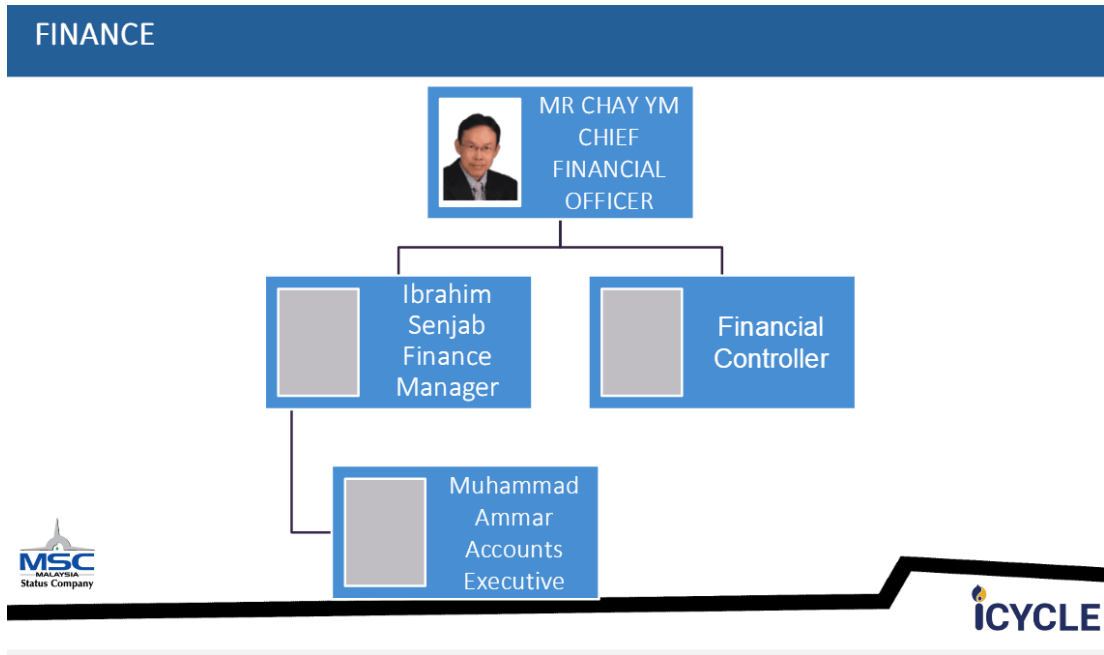 FINANCE
MR CHAY YM
CHIEF
FINANCIAL
OFFICER
Ibrahim
Senjab
Finance
Manager
Financial
Controller
Muhammad
Ammar
Accounts
Executive
MSC
MALAYSIA
Status Company
iCYCLE